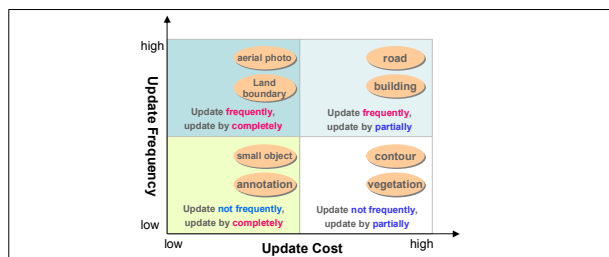 high
aerial photo
road
Land
boundary
building
Update frequently,
update by completely
Update frequently,
update by partially
Update Frequency
small object
contour
annotation
vegetation
Update not frequently,
update by completely
Update not frequently,
update by partially
low
low
Update Cost
high